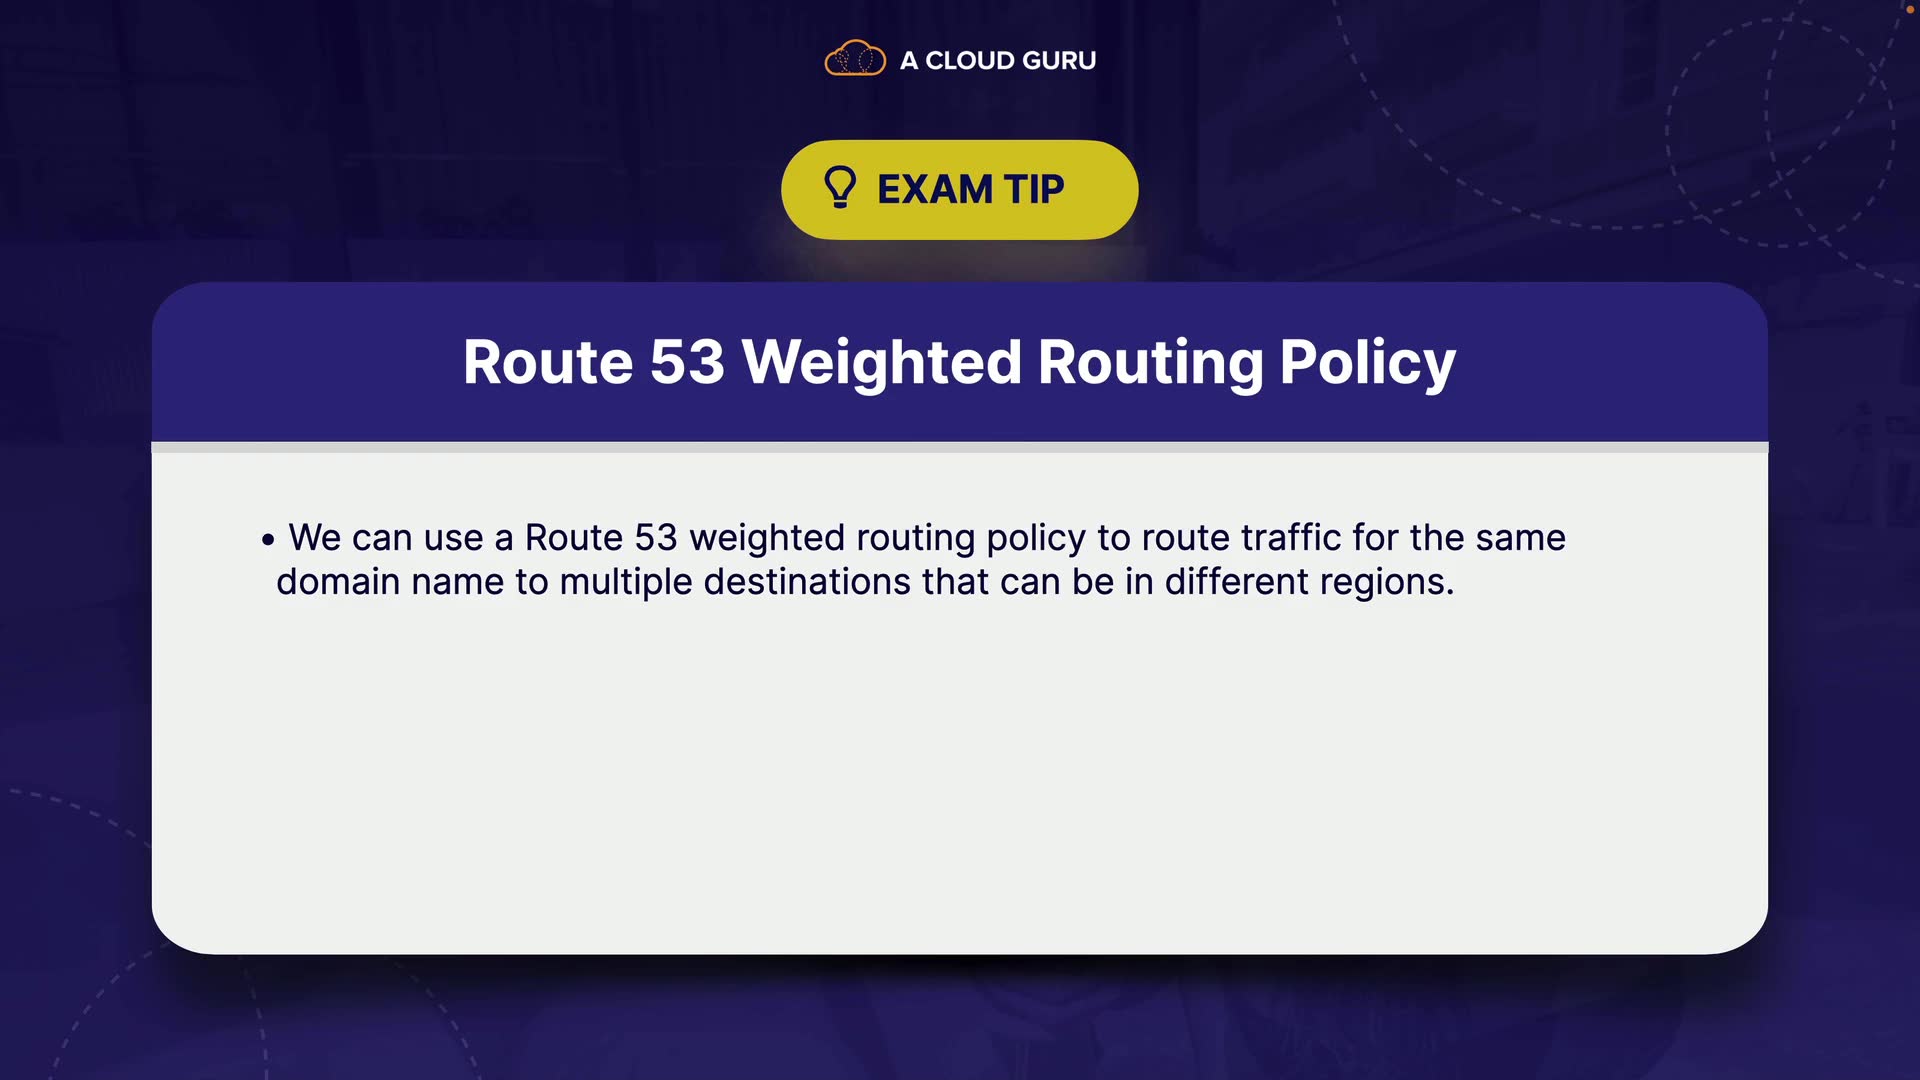 A CLOUD GURU
EXAM TIP
Route 53 Weighted Routing Policy
• We can use a Route 53 weighted routing policy to route traffic for the same
domain name to multiple destinations that can be in different regions.